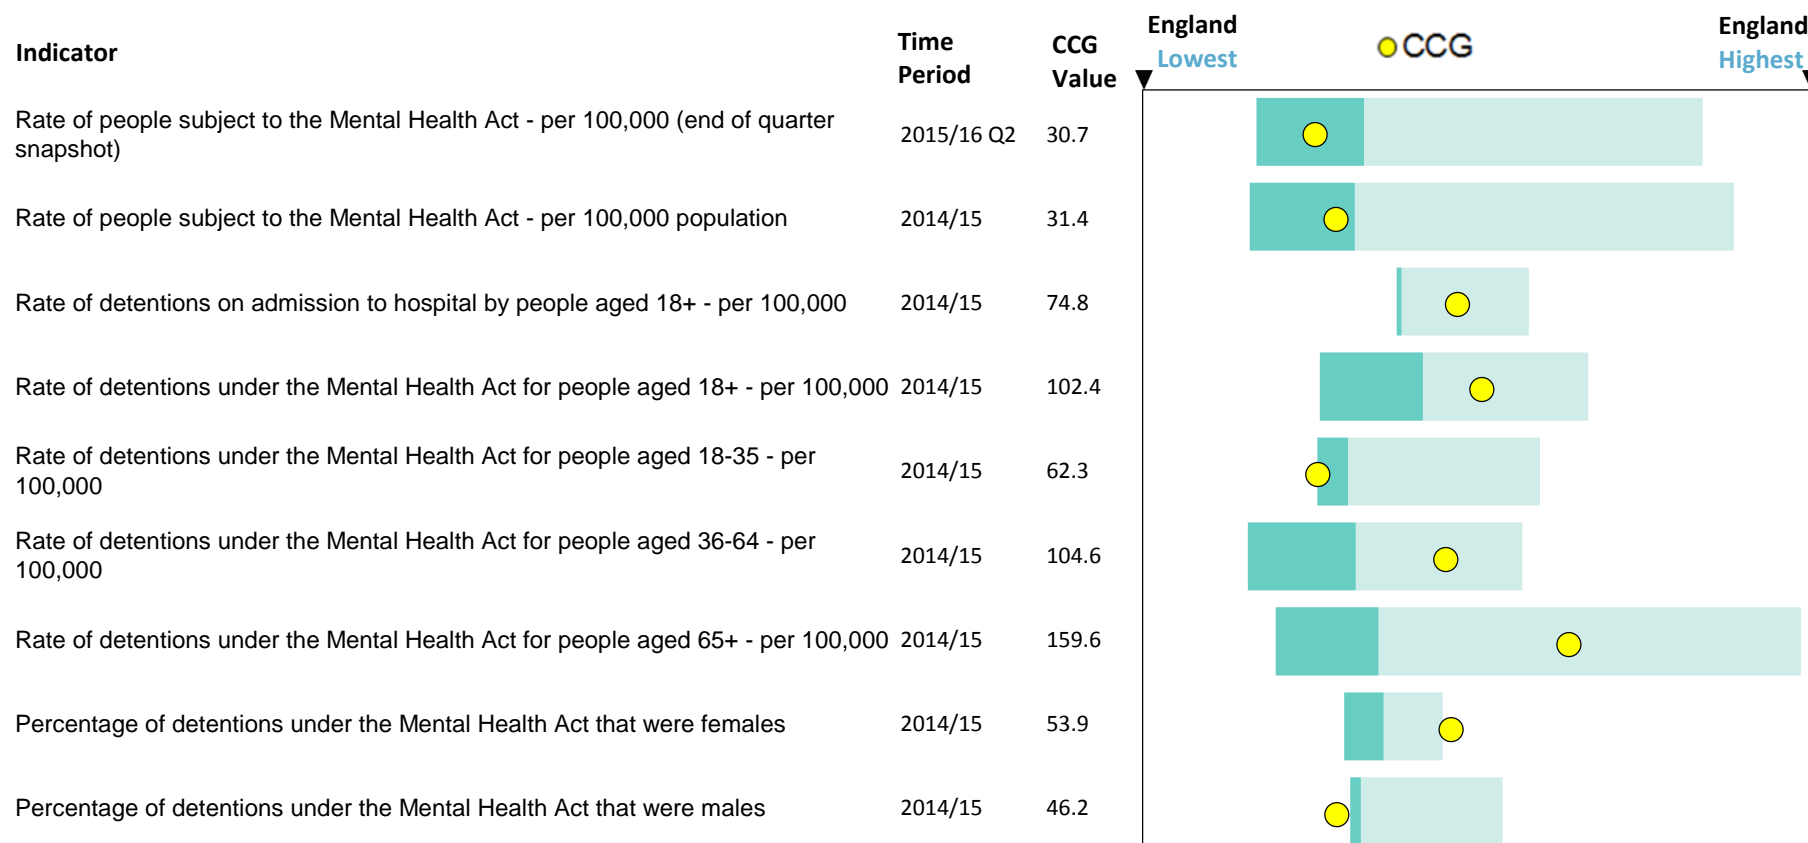 Indicator
Time Period
CCG Value
England Lowest
CCG
England Highest
Rate of people subject to the Mental Health Act - per 100,000 (end of quarter
snapshot)
2015/16 Q2
30.7
Rate of people subject to the Mental Health Act - per 100,000 population
2014/15
31.4
Rate of detentions on admission to hospital by people aged 18+ - per 100,000
2014/15
74.8
Rate of detentions under the Mental Health Act for people aged 18+ - per 100,000
2014/15
102.4
Rate of detentions under the Mental Health Act for people aged 18-35 - per
100,000
2014/15
62.3
Rate of detentions under the Mental Health Act for people aged 36-64 - per
100,000
2014/15
104.6
Rate of detentions under the Mental Health Act for people aged 65+ - per 100,000
2014/15
159.6
Percentage of detentions under the Mental Health Act that were females
2014/15
53.9
Percentage of detentions under the Mental Health Act that were males
2014/15
46.2